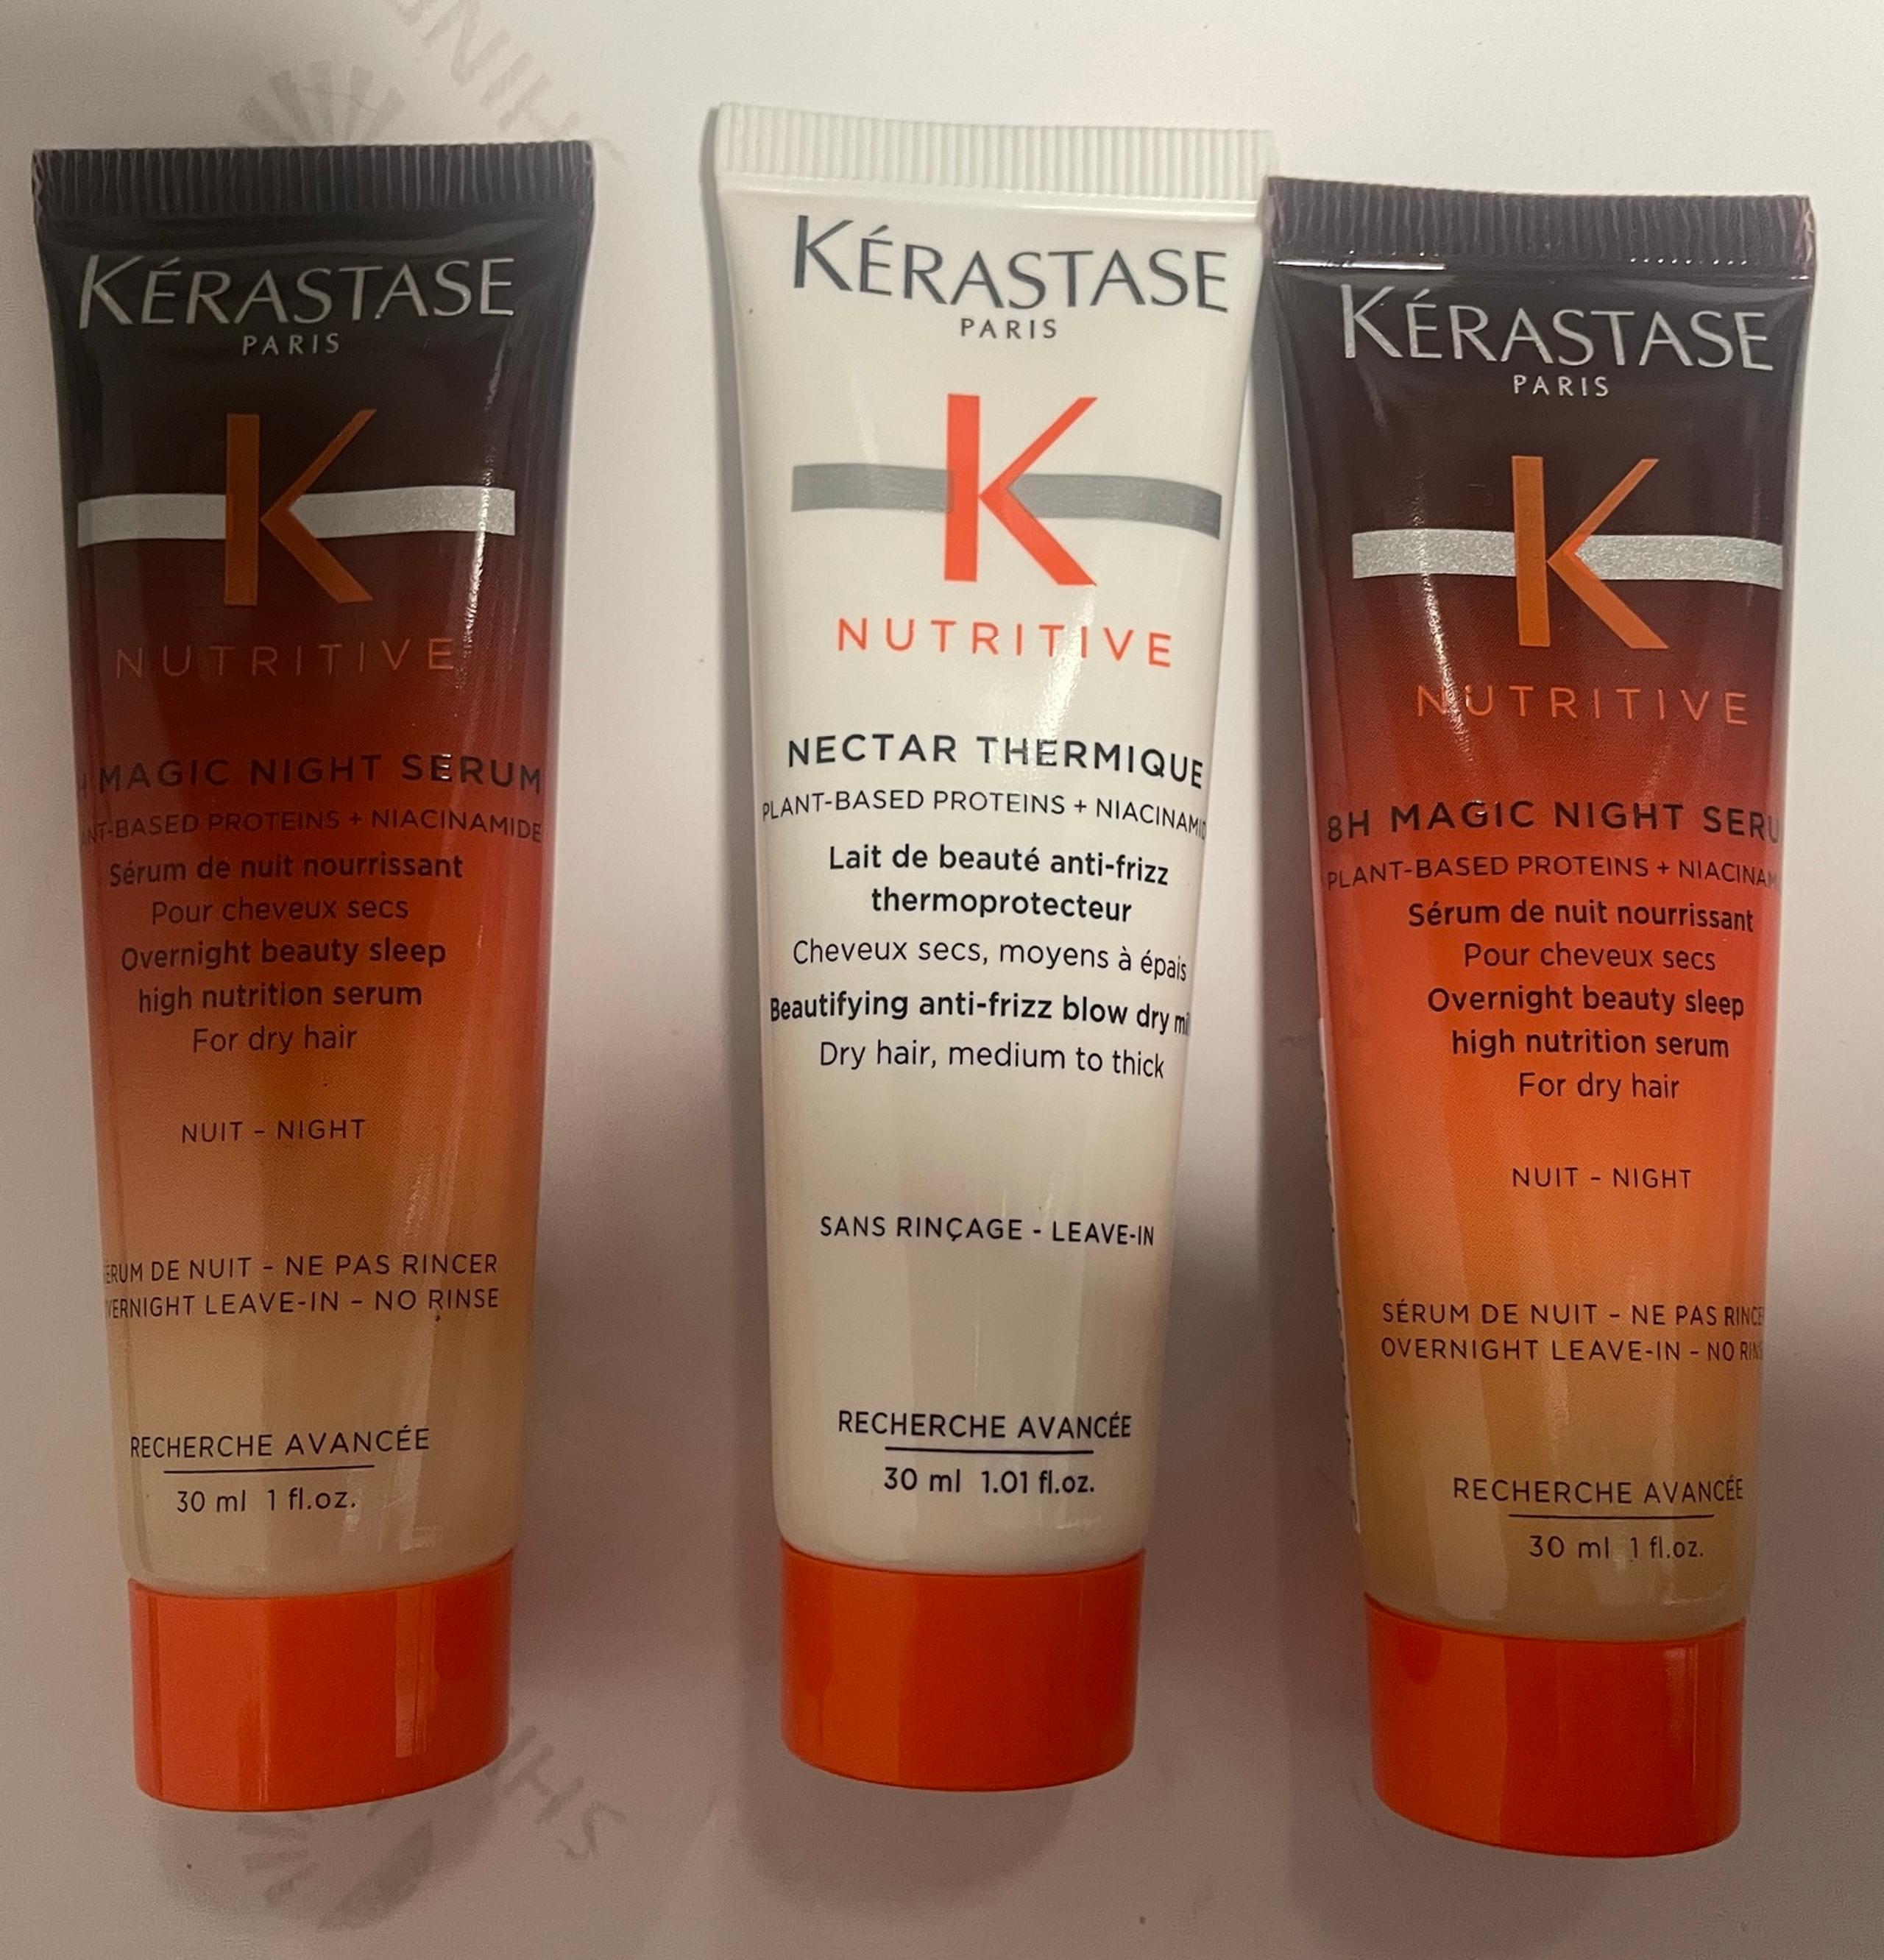 KÉRASTASE
PARIS
K
NUTRITIVE
MAGIC NIGHT SERUM
PROTEINS + NIACINAMIDE
Sérum de nuit nourrissant
Pour cheveux secs
Overnight beauty sleep
high nutrition serum
For dry hair
NUIT - NIGHT
DE NUIT - NE PAS RINCER
LEAVE-IN - NO RINSE
RECHERCHE AVANCÉE
30 ml 1 fl.oz.
KÉRASTASE
PARIS
K
NUTRITIVE
NECTAR THERMIQUE
PLANT-BASED PROTEINS +
Lait de beauté anti-frizz
thermoprotecteur
Cheveux secs, moyens à épais
Beautifying anti-frizz blow dry
Dry hair, medium to thick
SANS RINÇAGE - LEAVE-IN
RECHERCHE AVANCÉE
30 ml 1.01 fl.oz.
KÉRASTASE
PARIS
K
NUTRITIVE
8H MAGIC NIGHT
PLANT-BASED PROTEINS +
Sérum de nuit nourrissant
Pour cheveux secs
Overnight beauty sleep
high nutrition serum
For dry hair
NUIT - NIGHT
SÉRUM DE NUIT - NE PAS
OVERNIGHT LEAVE-IN - NO
RECHERCHE AVANCÉE
30 ml 1 fl.oz.